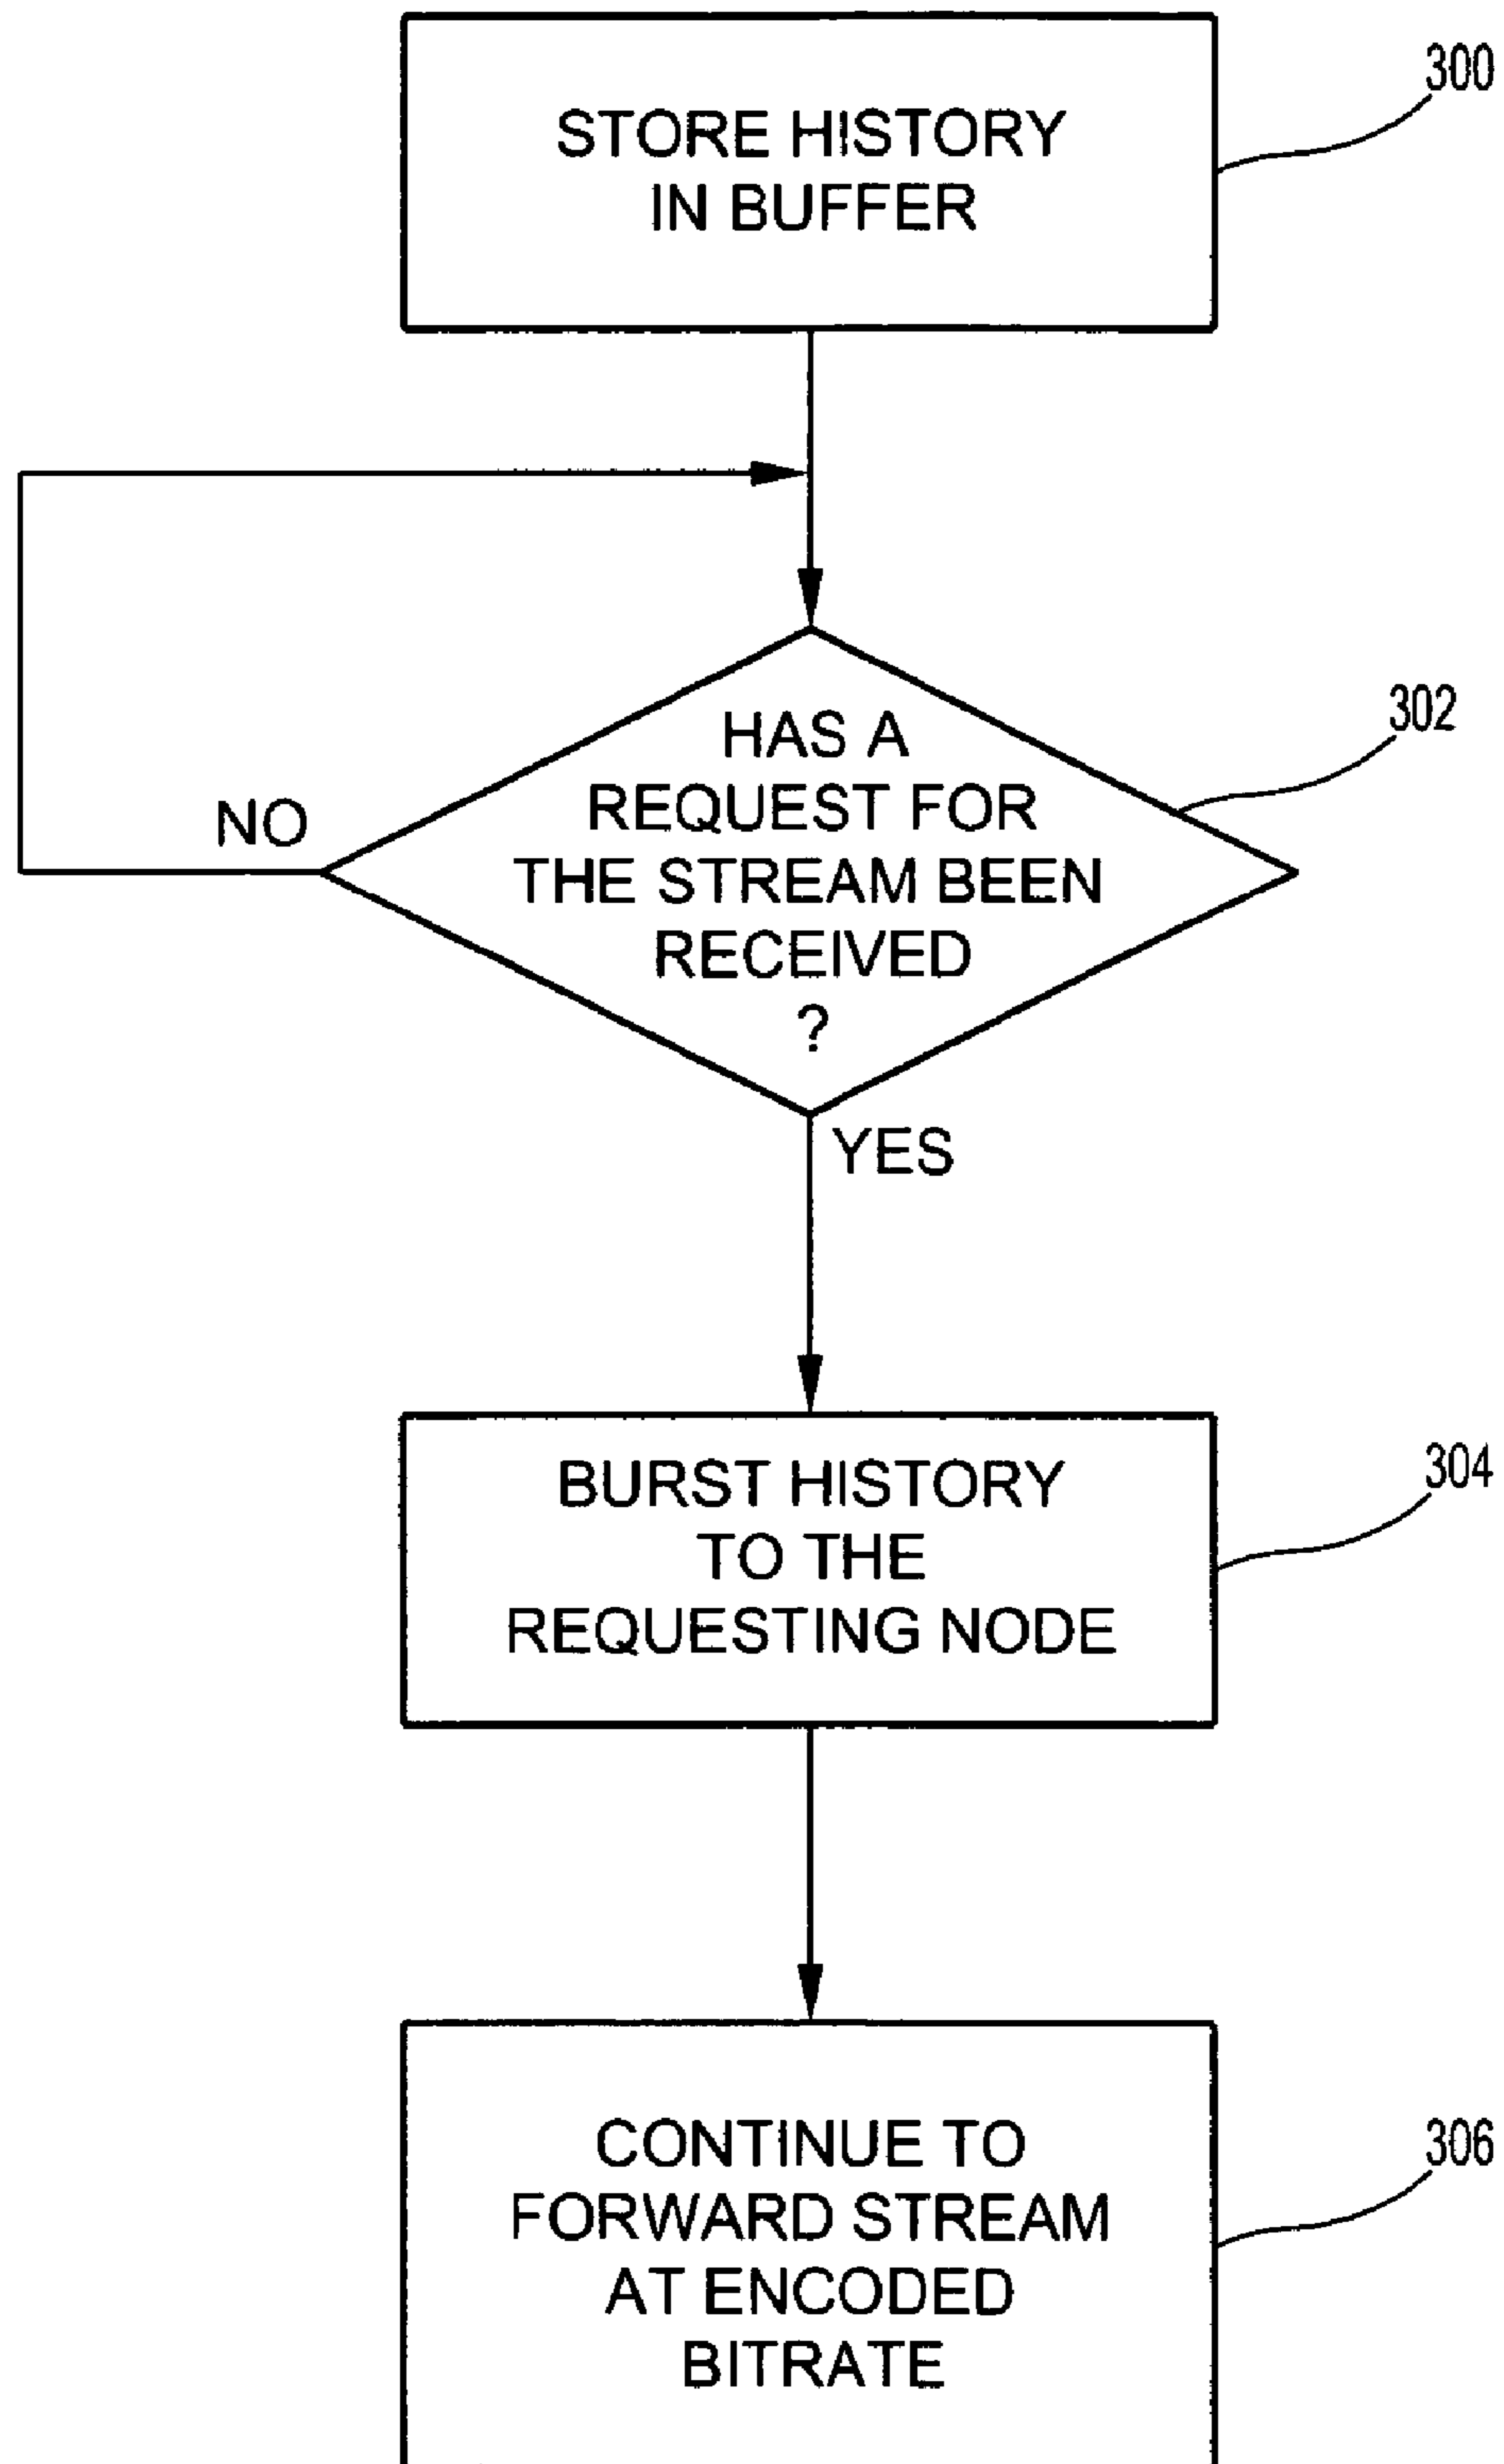 300
STORE HISTORY
IN BUFFER
302
HAS A
REQUEST FOR
THE STREAM BEEN
RECEIVED
?
NO
YES
304
BURST HISTORY
TO THE
REQUESTING NODE
306
CONTINUE TO
FORWARD STREAM
AT ENCODED
BITRATE